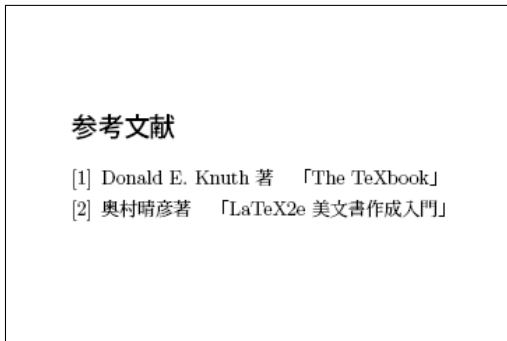 参考文献
[1] Donald E. Knuth 著　「The TeXbook」
[2] 奥村晴彦著　「LaTeX2e 美文書作成入門」